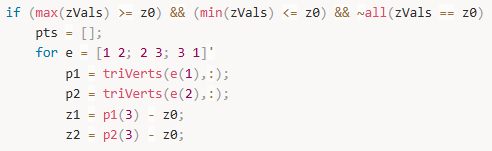 if (max(zVals) >= z0) && (min(zVals) <= z0) && ~all(zVals == z0)
pts = [];
for e = [1 2; 2 3; 3 1]'
p1 = triVerts(e(1),:);
p2 = triVerts(e(2),:);
z1 = p1(3) - z0;
z2 = p2(3) - z0;